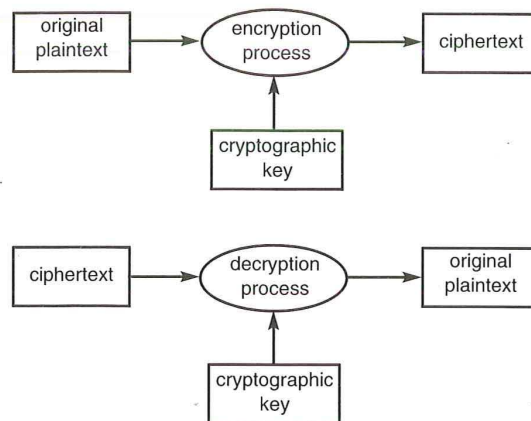 original
plaintext
encryption
process
ciphertext
cryptographic
key
ciphertext
decryption
process
original
plaintext
cryptographic
key